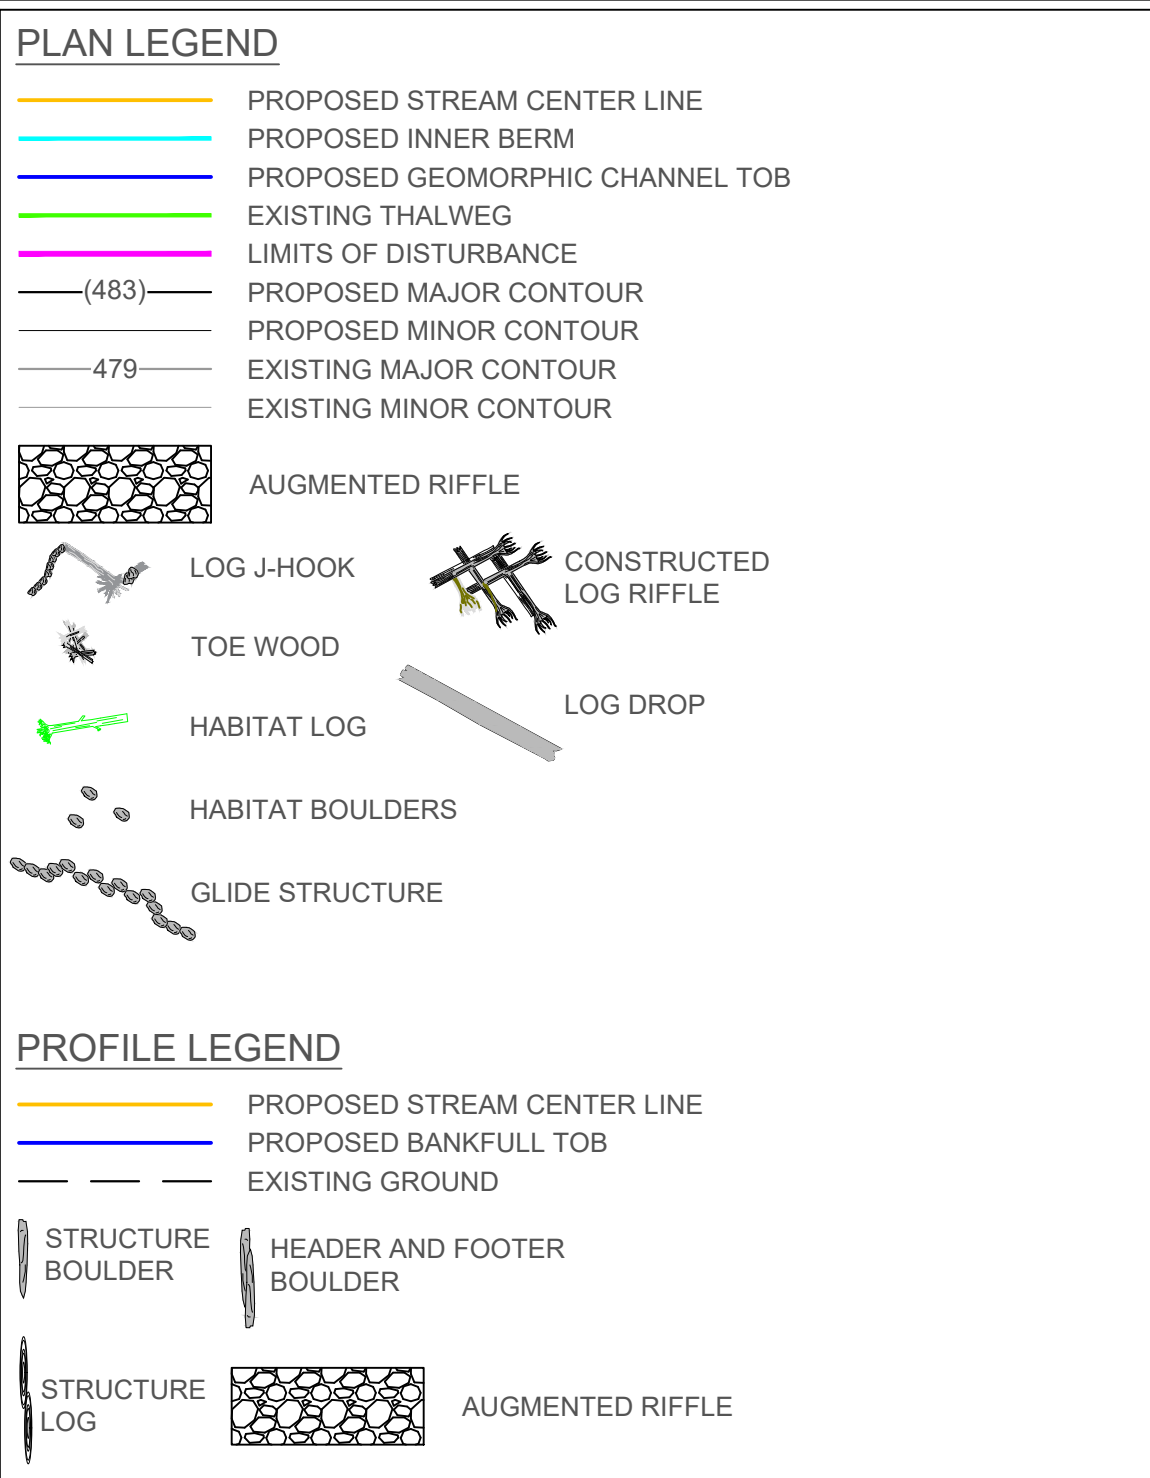 PLAN LEGEND
PROPOSED STREAM CENTER LINE
PROPOSED INNER BERM
PROPOSED GEOMORPHIC CHANNEL TOB
EXISTING THALWEG
LIMITS OF DISTURBANCE
(483) PROPOSED MAJOR CONTOUR
PROPOSED MINOR CONTOUR
479 EXISTING MAJOR CONTOUR
EXISTING MINOR CONTOUR
AUGMENTED RIFFLE
LOG J-HOOK
CONSTRUCTED
LOG RIFFLE
TOE WOOD
LOG DROP
HABITAT LOG
HABITAT BOULDERS
GLIDE STRUCTURE
PROFILE LEGEND
PROPOSED STREAM CENTER LINE
PROPOSED BANKFULL TOB
EXISTING GROUND
STRUCTURE
BOULDER
HEADER AND FOOTER
BOULDER
STRUCTURE
LOG
AUGMENTED RIFFLE